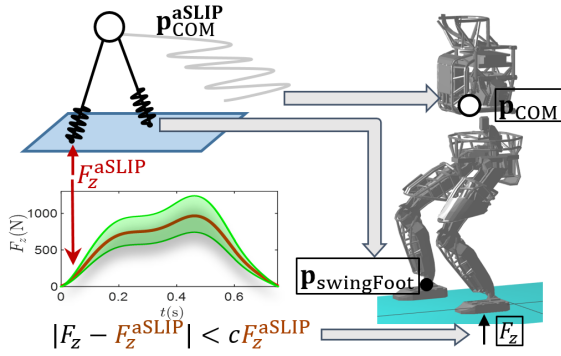 p_COM^aSLIP
p_COM
F_z^aSLIP
F_z(N)
1000
500
0
0
0.2
0.4
0.6
t(s)
p_swingFoot
|F_z − F_z^aSLIP| < cF_z^aSLIP
F_z